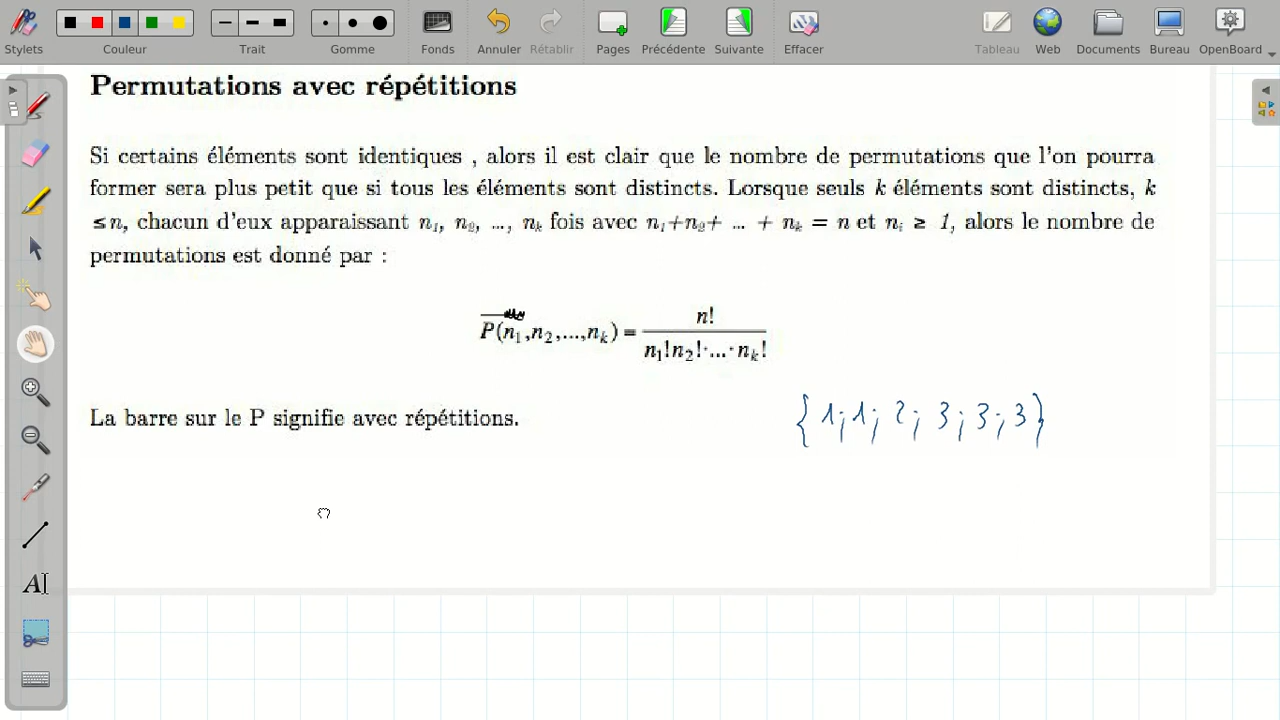 Stylets Couleur Trait Gomme Fonds Annuler Rétablir Pages Précédente Suivante Effacer Tableau Web Documents Bureau OpenBoard
Permutations avec répétitions
Si certains éléments sont identiques , alors il est clair que le nombre de permutations que l'on pourra
former sera plus petit que si tous les éléments sont distincts. Lorsque seuls k éléments sont distincts, k
≤n, chacun d'eux apparaissant n₁, n₂, ..., nₖ fois avec n₁+n₂+ ... + nₖ = n et nᵢ ≥ 1, alors le nombre de
permutations est donné par :
P̅(n₁,n₂,...,nₖ) = n! / n₁!n₂!·...·nₖ!
La barre sur le P signifie avec répétitions.
{1; 1; 2; 3; 3; 3}